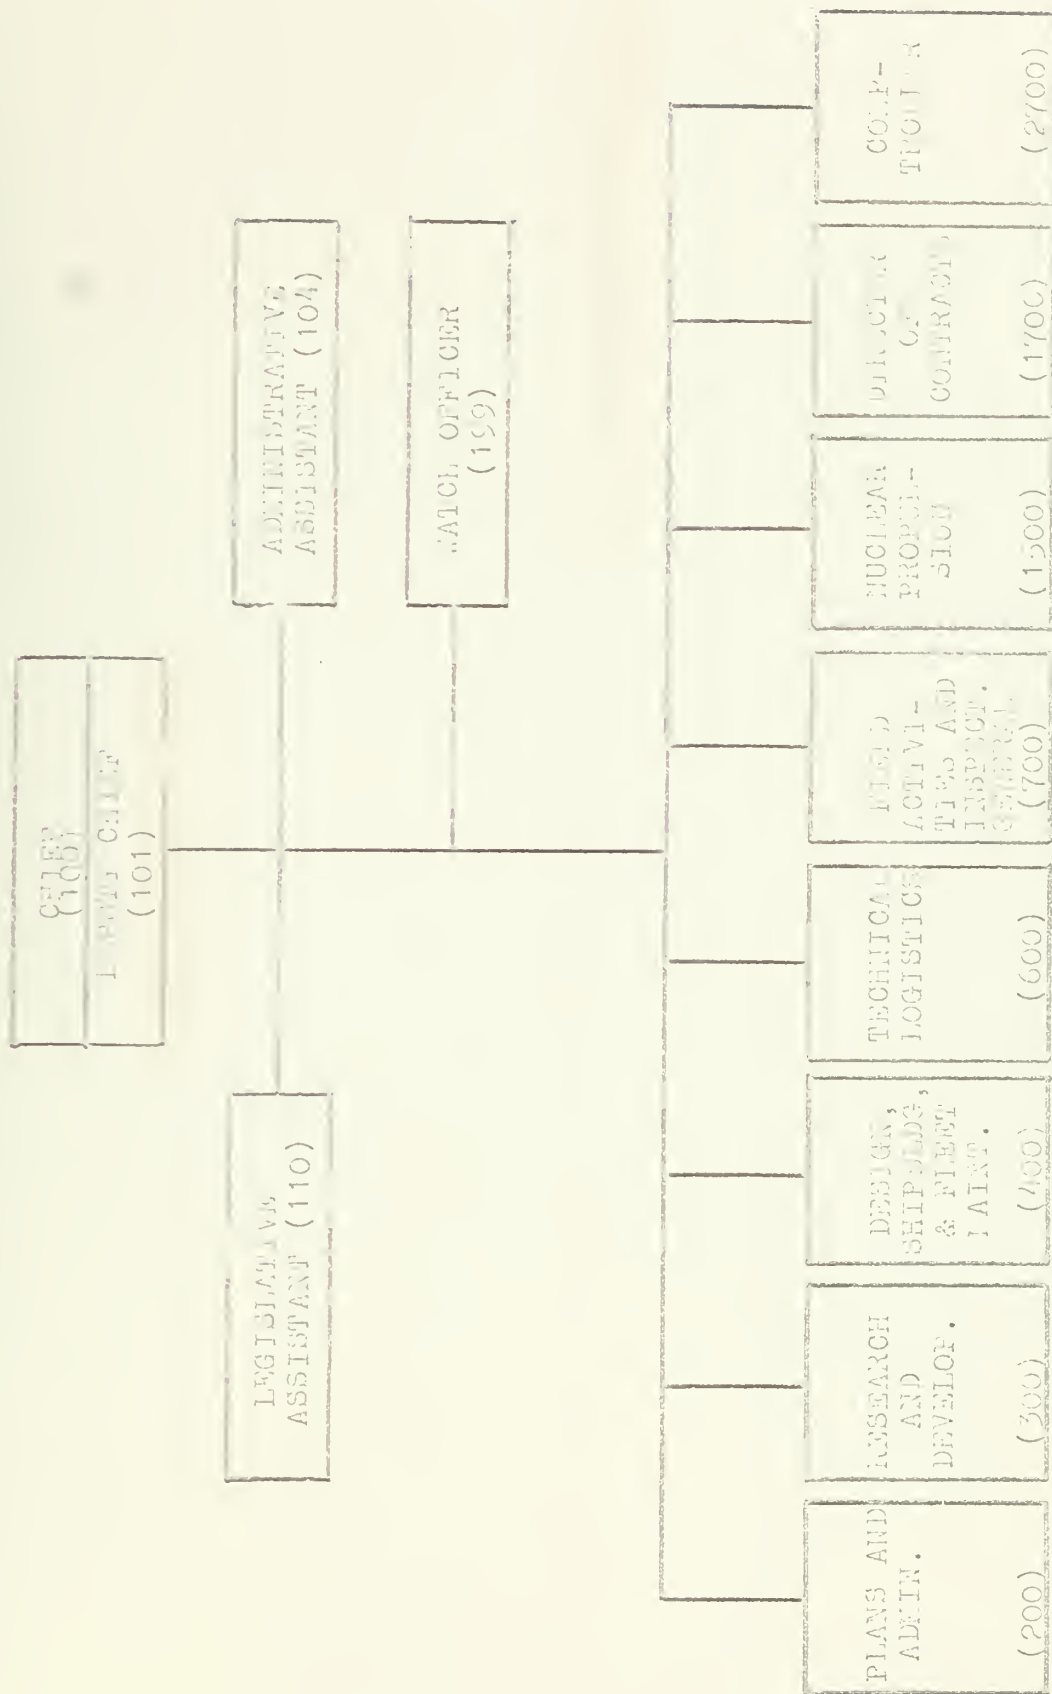 CHIEF
(100)
CHIEF
(101)
LEGISLATIVE
ASSISTANT (110)
ADMINISTRATIVE
ASSISTANT (104)
WATCH OFFICER
(199)
PLANS AND
ADMIN.
(200)
RESEARCH
AND
DEVELOP.
(300)
DESIGN,
SHIPBLDG,
& FLEET
MAINT.
(400)
TECHNICAL
LOGISTICS
(600)
FIELD
ACTIVI-
TIES AND
INSPECT.
GENERAL
(700)
NUCLEAR
PROPUL-
SION
(1500)
DIRECTOR
OF
CONTRACTS
(1700)
COMP-
TROLLER
(2700)